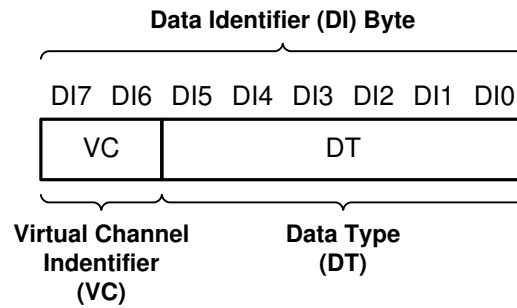 Data Identifier (DI) Byte
DI7 DI6 DI5 DI4 DI3 DI2 DI1 DI0
VC DT
Virtual Channel Data Type
Indentifier (DT)
(VC)